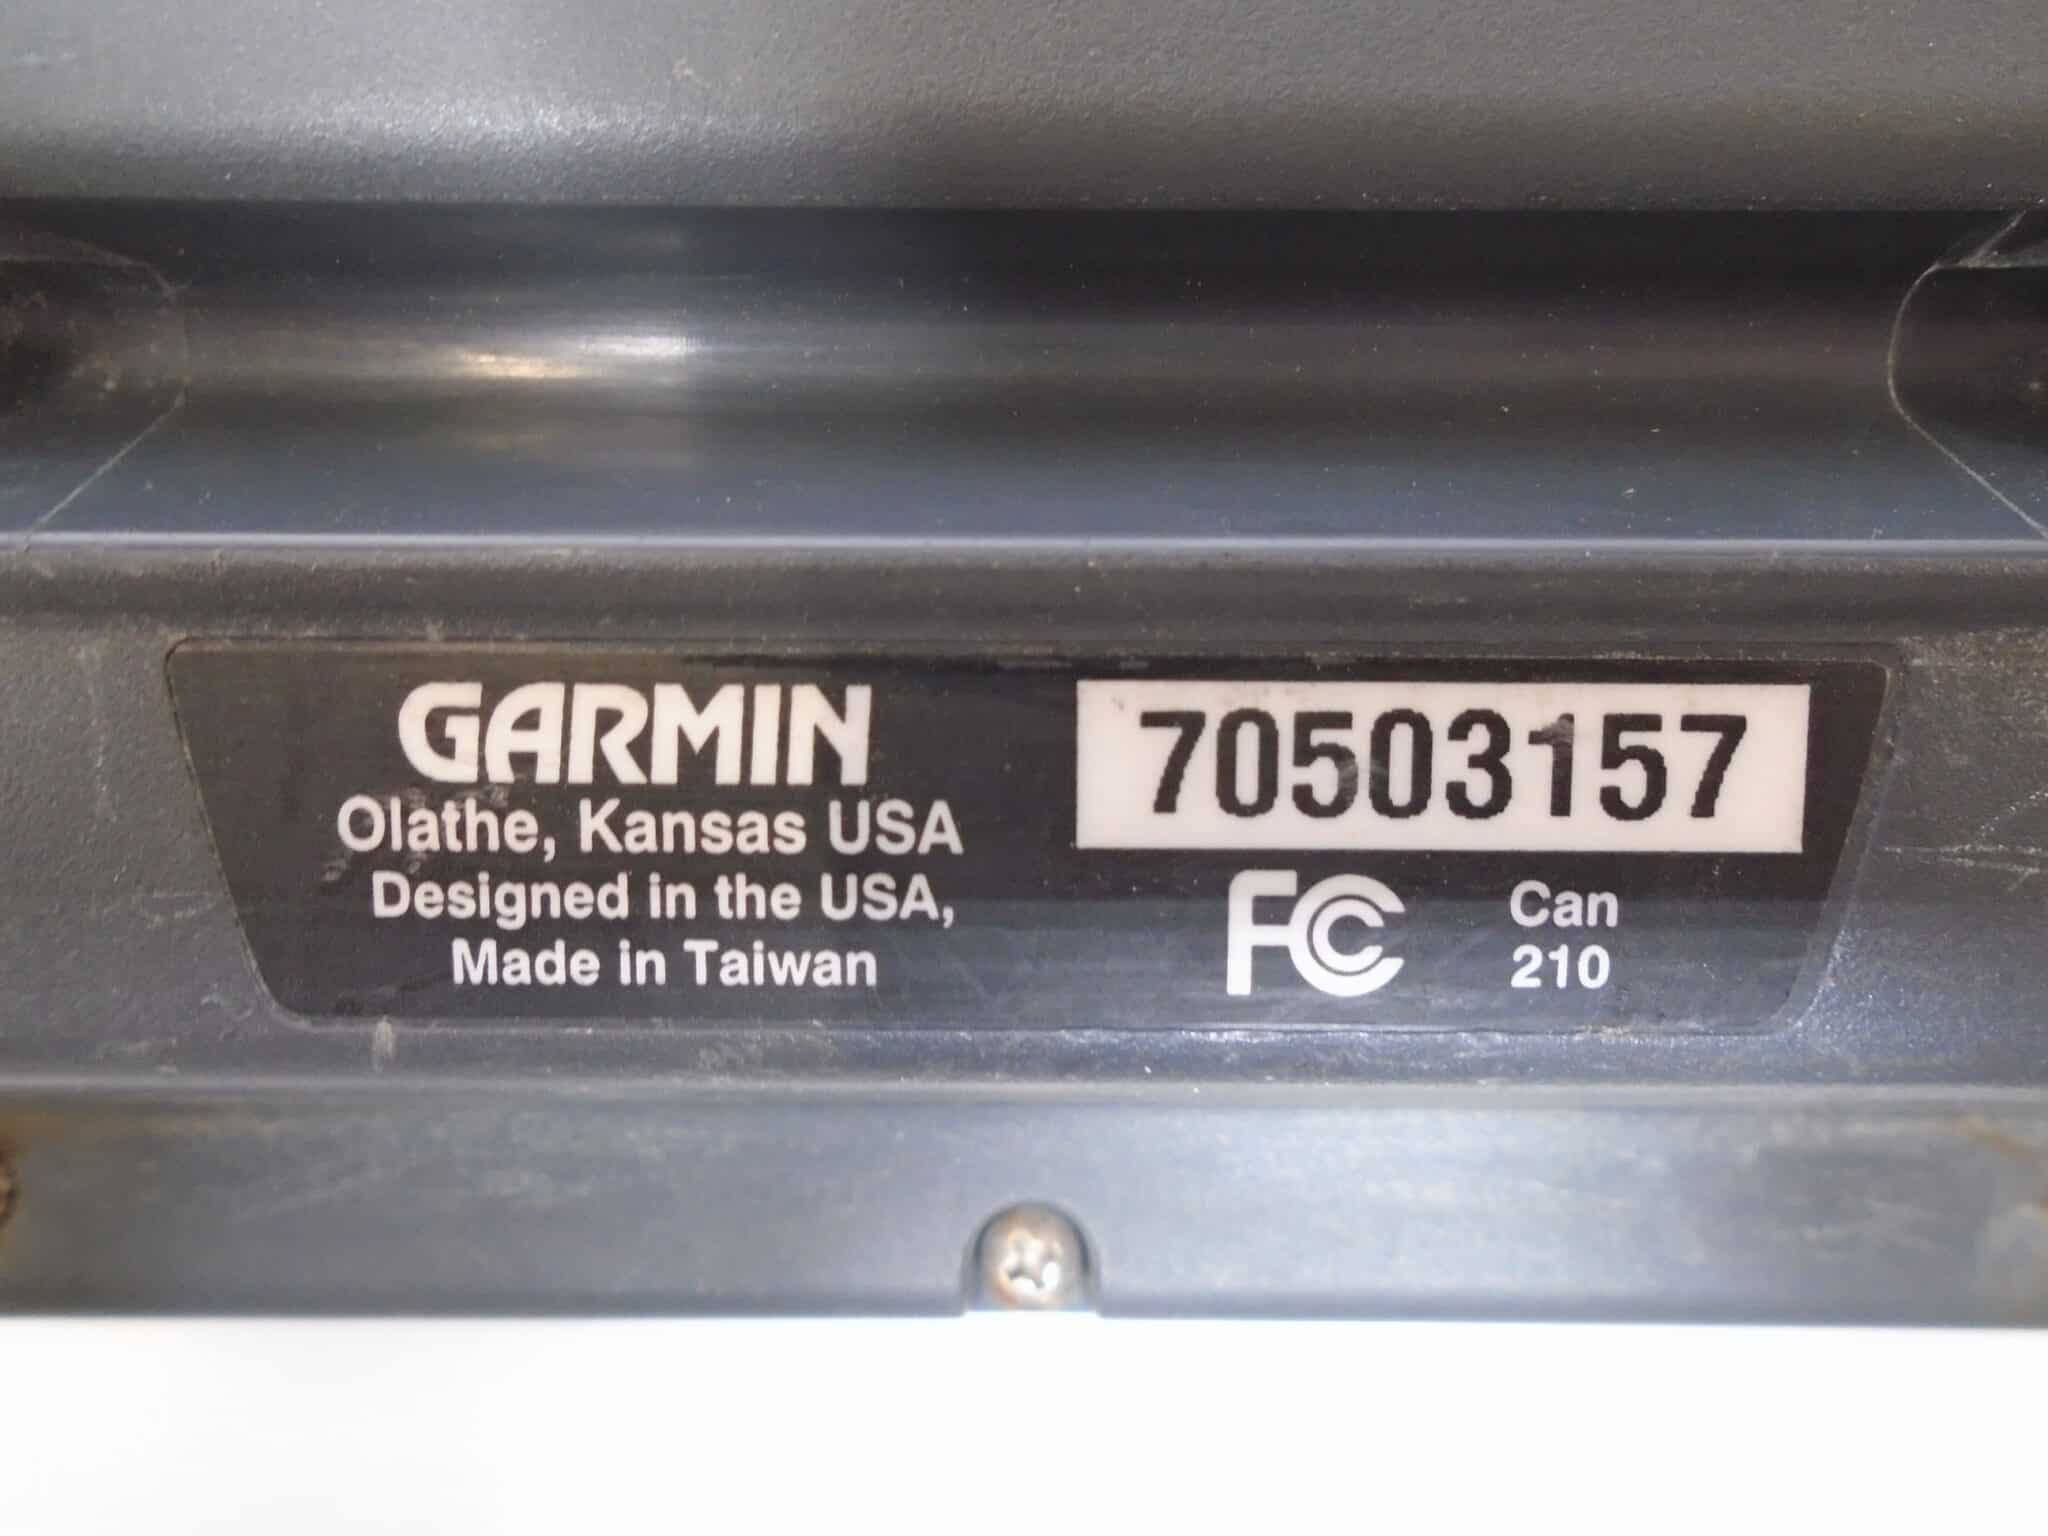 GARMIN
Olathe, Kansas USA
Designed in the USA,
Made in Taiwan
70503157
FC Can
210